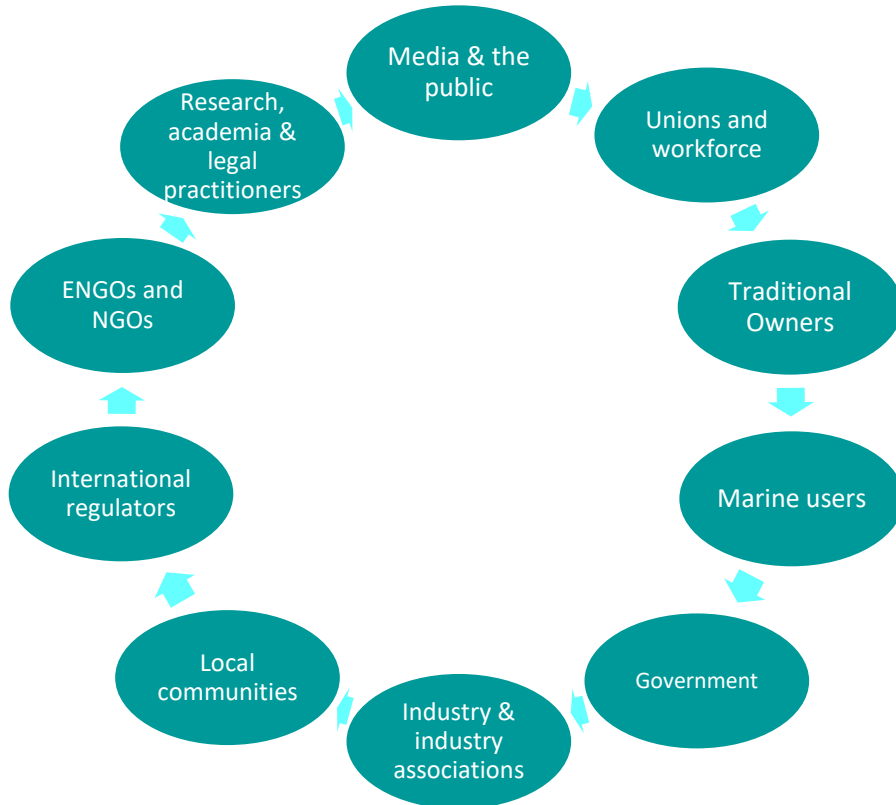 Media & the
public
Unions and
workforce
Traditional
Owners
Marine users
Government
Industry &
industry
associations
Local
communities
International
regulators
ENGOs and
NGOs
Research,
academia &
legal
practitioners